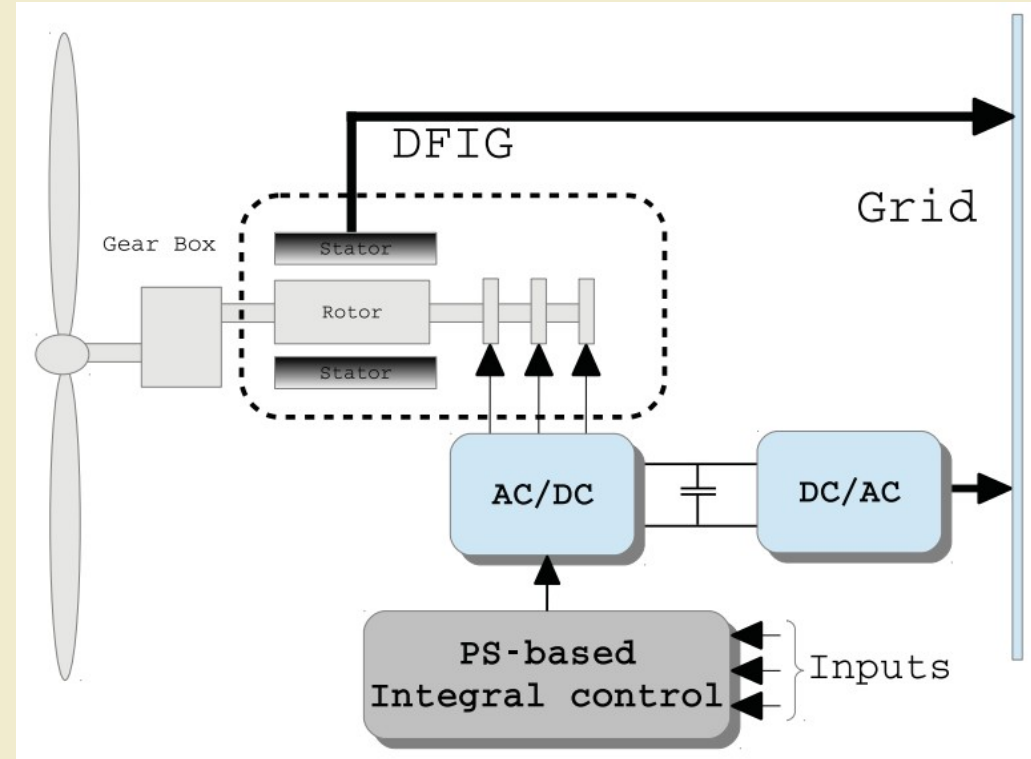 DFIG
Grid
Gear Box
Stator
Rotor
Stator
AC/DC
DC/AC
PS-based
Integral control
Inputs